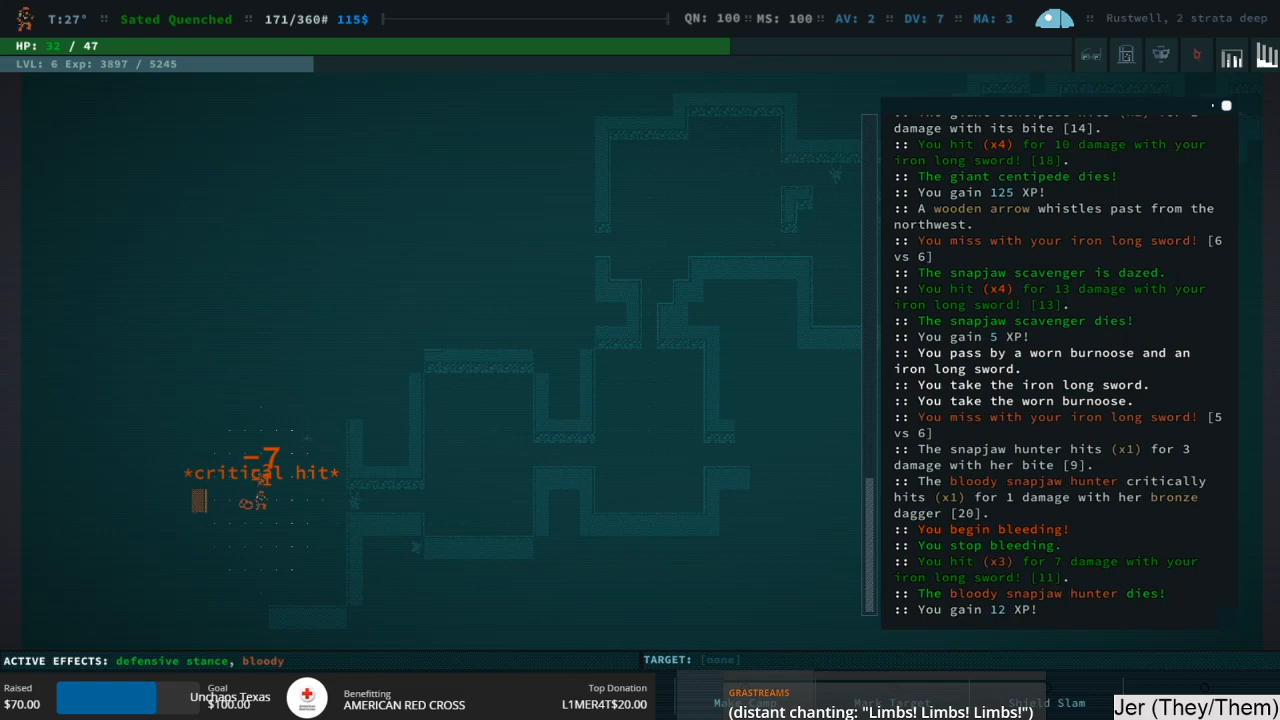 T:27° :: Sated Quenched :: 171/360# 115$ QN: 100 :: MS: 100 :: AV: 2 :: DV: 7 :: MA: 3 :: Rustwell, 2 strata deep
HP: 32 / 47
LVL: 6 Exp: 3897 / 5245
damage with its bite [14].
:: You hit (x4) for 10 damage with your
iron long sword! [18].
:: The giant centipede dies!
:: You gain 125 XP!
:: A wooden arrow whistles past from the
northwest.
:: You miss with your iron long sword! [6
vs 6]
:: The snapjaw scavenger is dazed.
:: You hit (x4) for 13 damage with your
iron long sword! [13].
:: The snapjaw scavenger dies!
:: You gain 5 XP!
:: You pass by a worn burnoose and an
iron long sword.
:: You take the iron long sword.
:: You take the worn burnoose.
:: You miss with your iron long sword! [5
vs 6]
:: The snapjaw hunter hits (x1) for 3
damage with her bite [9].
:: The bloody snapjaw hunter critically
hits (x1) for 1 damage with her bronze
dagger [20].
:: You begin bleeding!
:: You stop bleeding.
:: You hit (x3) for 7 damage with your
iron long sword! [11].
:: The bloody snapjaw hunter dies!
:: You gain 12 XP!
-7
*critical hit*
ACTIVE EFFECTS: defensive stance, bloody
TARGET: [none]
Raised
$70.00
Goal
$100.00
Unchaos Texas
Benefitting
AMERICAN RED CROSS
Top Donation
L1MER4T$20.00
Make Camp
Mark Target
Shield Slam
GRASTREAMS
(distant chanting: "Limbs! Limbs! Limbs!")
Jer (They/Them)